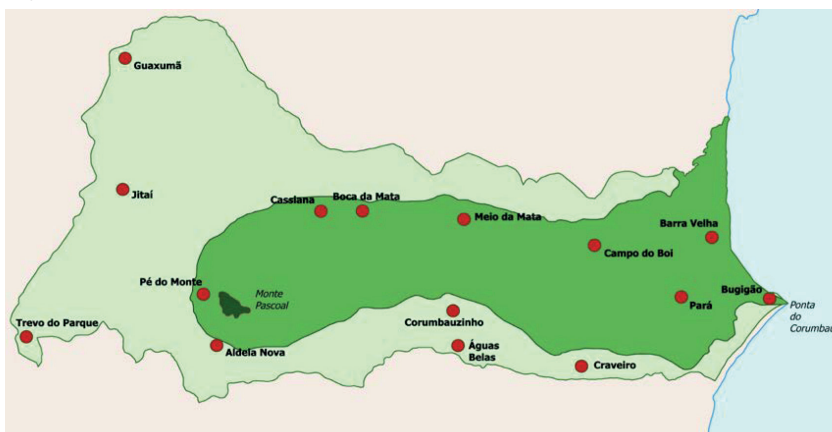 Guaxumã
Jitaí
Cassiana
Boca da Mata
Meio da Mata
Barra Velha
Campo do Boi
Pé do Monte
Monte
Pascoal
Bugigão
Pará
Ponta
do
Corumbau
Corumbauzinho
Trevo do Parque
Aldeia Nova
Águas
Belas
Craveiro